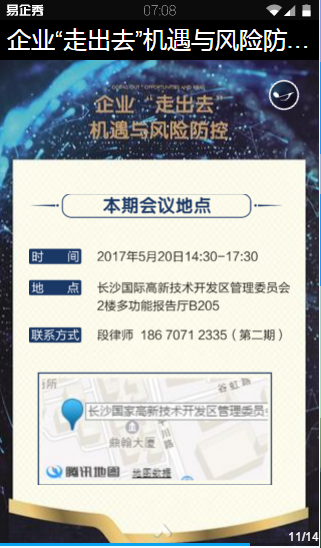 易企秀
07:08
企业“走出去”机遇与风险防…
企业 “走出去”
机遇与风险防控
本期会议地点
时 间 2017年5月20日14:30-17:30
地 点 长沙国际高新技术开发区管理委员会
2楼多功能报告厅B205
联系方式 段律师 186 7071 2335（第二期）
谷虹路
长沙国家高新技术开发区管理委员
鼎翰大厦
腾讯地图
11/14